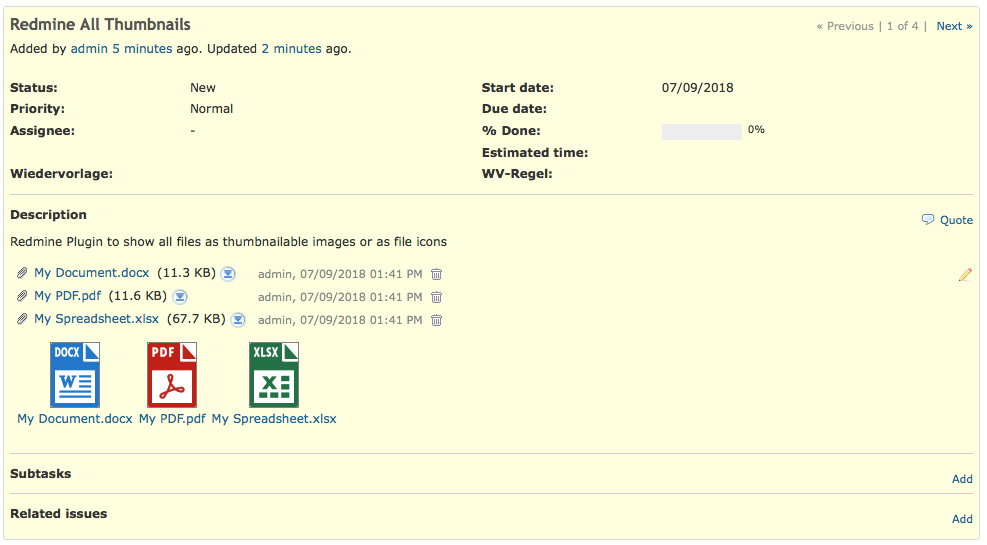 Redmine All Thumbnails
« Previous | 1 of 4 | Next »
Added by admin 5 minutes ago. Updated 2 minutes ago.
Status: New Start date: 07/09/2018
Priority: Normal Due date:
Assignee: - % Done: 0%
Estimated time:
Wiedervorlage: WV-Regel:
Description
Quote
Redmine Plugin to show all files as thumbnailable images or as file icons
My Document.docx (11.3 KB) admin, 07/09/2018 01:41 PM
My PDF.pdf (11.6 KB) admin, 07/09/2018 01:41 PM
My Spreadsheet.xlsx (67.7 KB) admin, 07/09/2018 01:41 PM
DOCX PDF XLSX
W X
My Document.docx My PDF.pdf My Spreadsheet.xlsx
Subtasks
Add
Related issues
Add